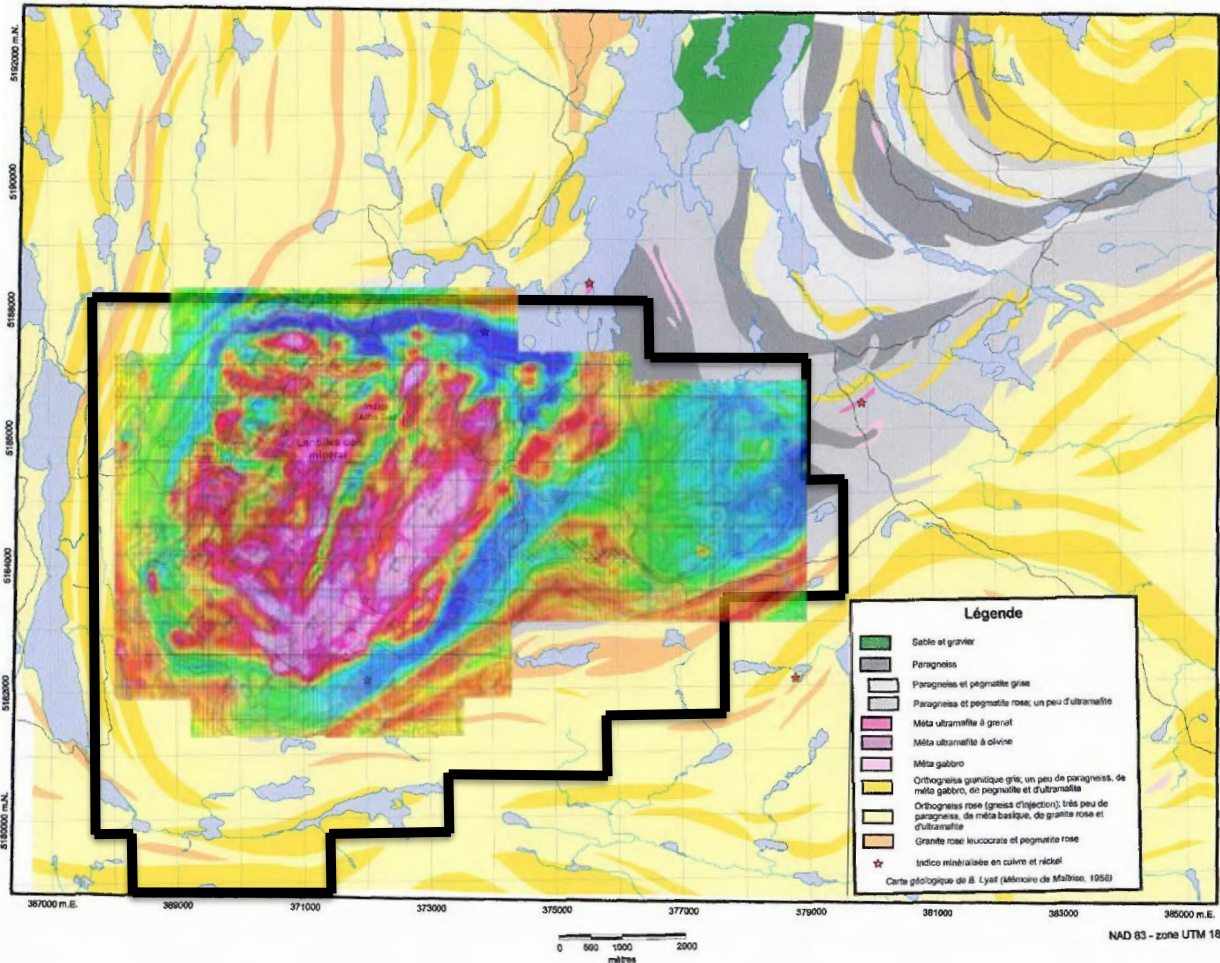 5192000 m.N.
5190000
5188000
5186000
5184000
5182000
5180000 m.N.
Lentilles de
minerai
Légende
Sable et gravier
Paragneiss
Paragneiss et pegmatite grise
Paragneiss et pegmatite rose; un peu d'ultramafite
Méta ultramafite à grenat
Méta ultramafite à olivine
Méta gabbro
Orthogneiss granitique gris; un peu de paragneiss, de
méta gabbro, de pegmatite et d'ultramafite
Orthogneiss rose (gneiss d'injection); très peu de
paragneiss, de méta basique, de granite rose et
d'ultramafite
Granite rose leucocrate et pegmatite rose
Indice minéralisée en cuivre et nickel
Carte géologique de B. Lyall (Mémoire de Maîtrise, 1958)
367000 m.E.
369000
371000
373000
375000
377000
379000
381000
383000
385000 m.E.
NAD 83 - zone UTM 18
0 500 1000 2000
mètres